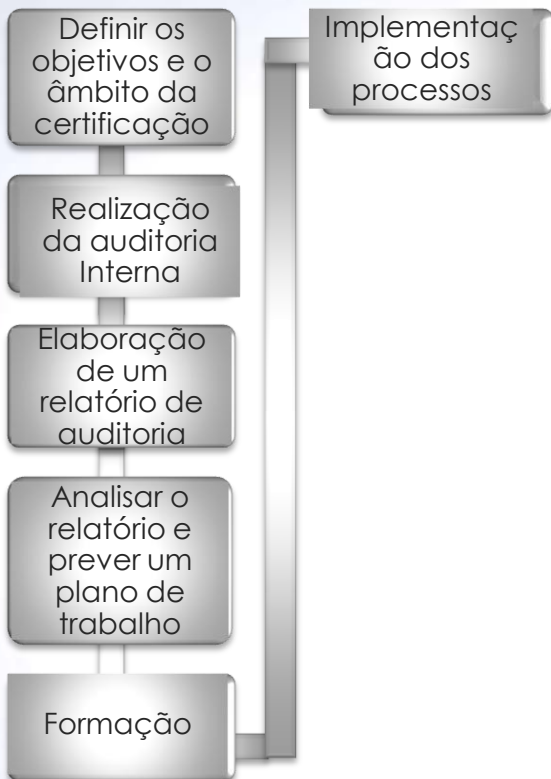 Definir os
objetivos e o
âmbito da
certificação
Realização
da auditoria
Interna
Elaboração
de um
relatório de
auditoria
Analisar o
relatório e
prever um
plano de
trabalho
Formação
Implementaç
ão dos
processos